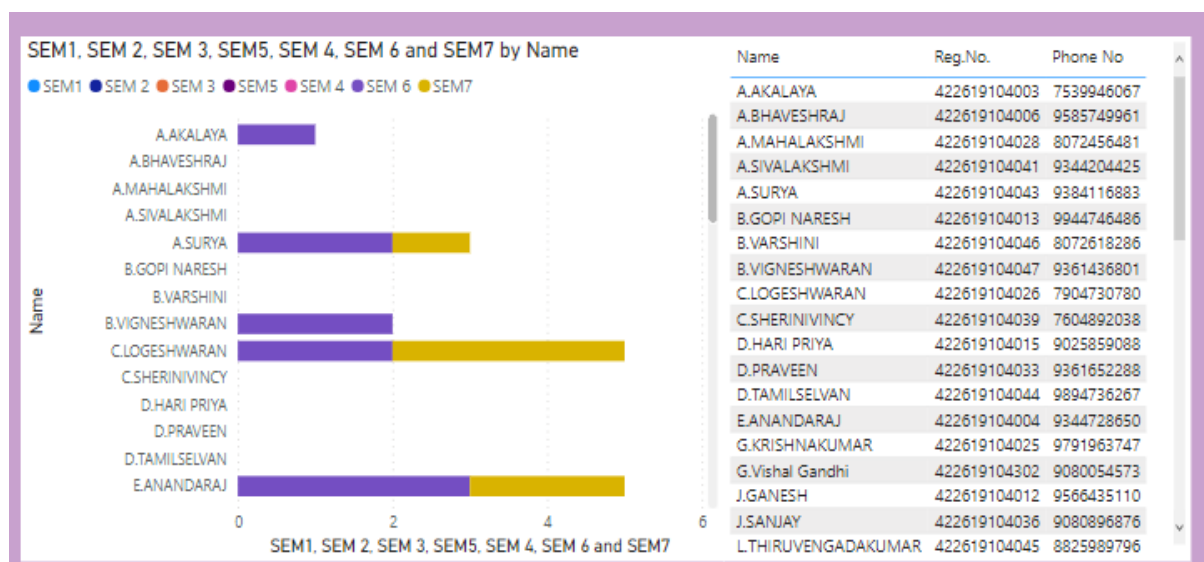 SEM1, SEM 2, SEM 3, SEM5, SEM 4, SEM 6 and SEM7 by Name
SEM1 SEM 2 SEM 3 SEM5 SEM 4 SEM 6 SEM7
Name
A.AKALAYA
A.BHAVESHRAJ
A.MAHALAKSHMI
A.SIVALAKSHMI
A.SURYA
B.GOPI NARESH
B.VARSHINI
B.VIGNESHWARAN
C.LOGESHWARAN
C.SHERINIVINCY
D.HARI PRIYA
D.PRAVEEN
D.TAMILSELVAN
E.ANANDARAJ
0 2 4 6
SEM1, SEM 2, SEM 3, SEM5, SEM 4, SEM 6 and SEM7
Name Reg.No. Phone No
A.AKALAYA 422619104003 7539946067
A.BHAVESHRAJ 422619104006 9585749961
A.MAHALAKSHMI 422619104028 8072456481
A.SIVALAKSHMI 422619104041 9344204425
A.SURYA 422619104043 9384116883
B.GOPI NARESH 422619104013 9944746486
B.VARSHINI 422619104046 8072618286
B.VIGNESHWARAN 422619104047 9361436801
C.LOGESHWARAN 422619104026 7904730780
C.SHERINIVINCY 422619104039 7604892038
D.HARI PRIYA 422619104015 9025859088
D.PRAVEEN 422619104033 9361652288
D.TAMILSELVAN 422619104044 9894736267
E.ANANDARAJ 422619104004 9344728650
G.KRISHNAKUMAR 422619104025 9791963747
G.Vishal Gandhi 422619104302 9080054573
J.GANESH 422619104012 9566435110
J.SANJAY 422619104036 9080896876
L.THIRUVENGADAKUMAR 422619104045 8825989796